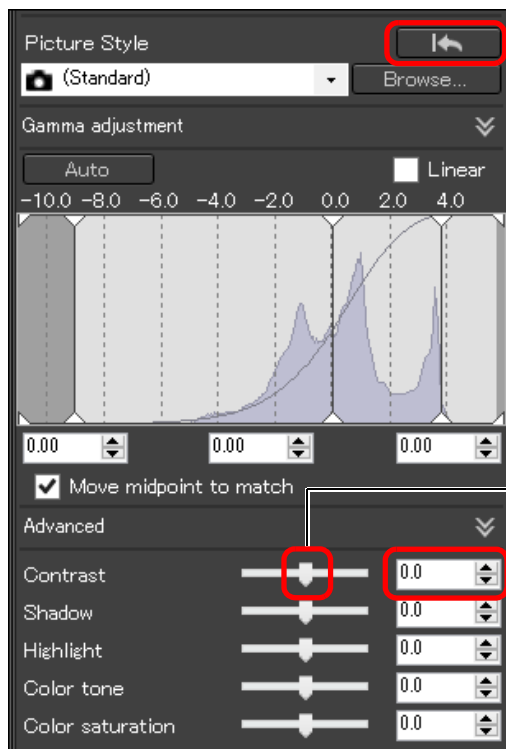 Picture Style
(Standard) Browse...
Gamma adjustment
Auto Linear
-10.0 -8.0 -6.0 -4.0 -2.0 0.0 2.0 4.0
0.00 0.00 0.00
Move midpoint to match
Advanced
Contrast 0.0
Shadow 0.0
Highlight 0.0
Color tone 0.0
Color saturation 0.0